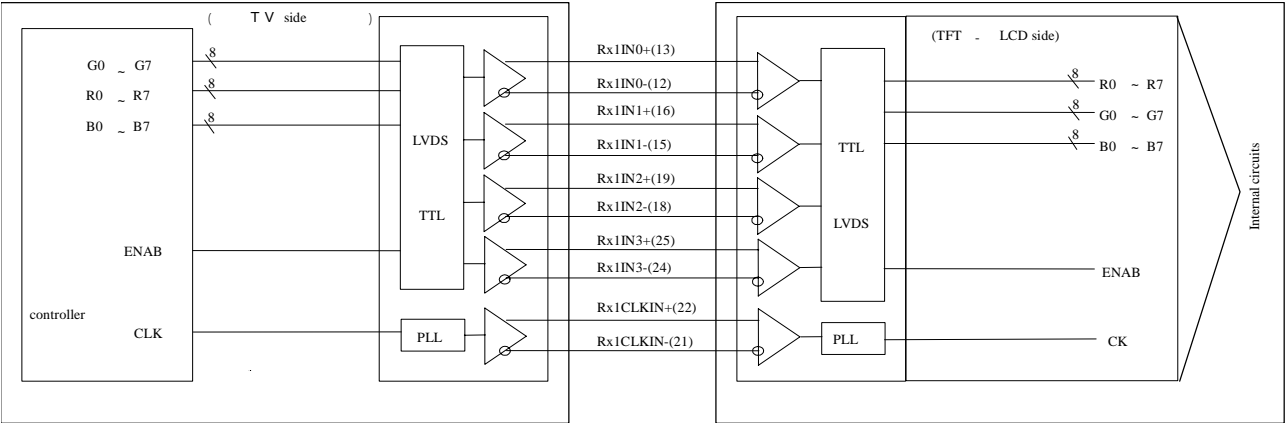 ( TV side )
8
G0 ~ G7
8
R0 ~ R7
8
B0 ~ B7
ENAB
controller
CLK
LVDS
TTL
PLL
Rx1IN0+(13)
Rx1IN0-(12)
Rx1IN1+(16)
Rx1IN1-(15)
Rx1IN2+(19)
Rx1IN2-(18)
Rx1IN3+(25)
Rx1IN3-(24)
Rx1CLKIN+(22)
Rx1CLKIN-(21)
TTL
LVDS
PLL
(TFT - LCD side)
8
R0 ~ R7
8
G0 ~ G7
8
B0 ~ B7
ENAB
CK
Internal circuits